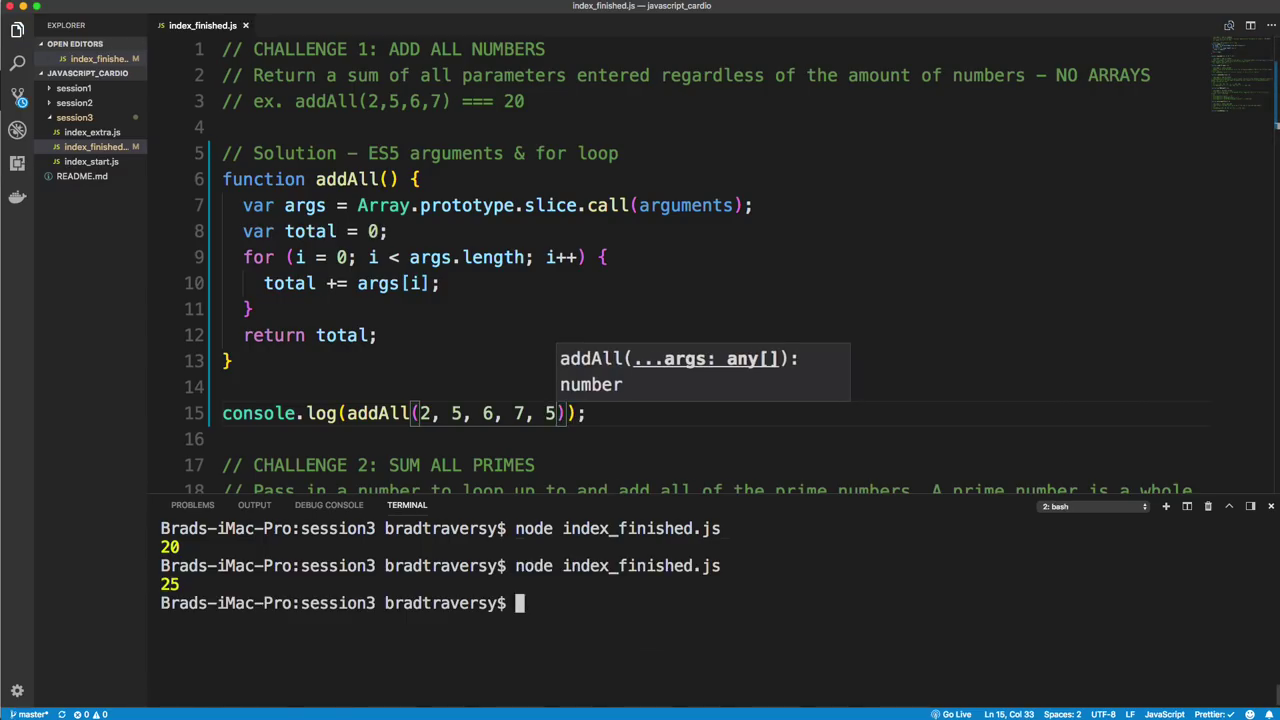 index_finished.js — javascript_cardio
EXPLORER
OPEN EDITORS
index_finishe.. M
JAVASCRIPT_CARDIO
session1
session2
session3
JS index_extra.js
JS index_finished... M
JS index_start.js
README.md
index_finished.js ×
1 // CHALLENGE 1: ADD ALL NUMBERS
2 // Return a sum of all parameters entered regardless of the amount of numbers – NO ARRAYS
3 // ex. addAll(2,5,6,7) === 20
4
5 // Solution – ES5 arguments & for loop
6 function addAll() {
7 var args = Array.prototype.slice.call(arguments);
8 var total = 0;
9 for (i = 0; i < args.length; i++) {
10 total += args[i];
11 }
12 return total;
13 }
addAll(...args: any[]):
number
14
15 console.log(addAll(2, 5, 6, 7, 5));
16
17 // CHALLENGE 2: SUM ALL PRIMES
18 // Pass in a number to loop up to and add all of the prime numbers. A prime number is a whole
PROBLEMS OUTPUT DEBUG CONSOLE TERMINAL 2: bash
Brads-iMac-Pro:session3 bradtraversy$ node index_finished.js
20
Brads-iMac-Pro:session3 bradtraversy$ node index_finished.js
25
Brads-iMac-Pro:session3 bradtraversy$
master* 0 0 Go Live Ln 15, Col 33 Spaces: 2 UTF-8 LF JavaScript Prettier: ✓